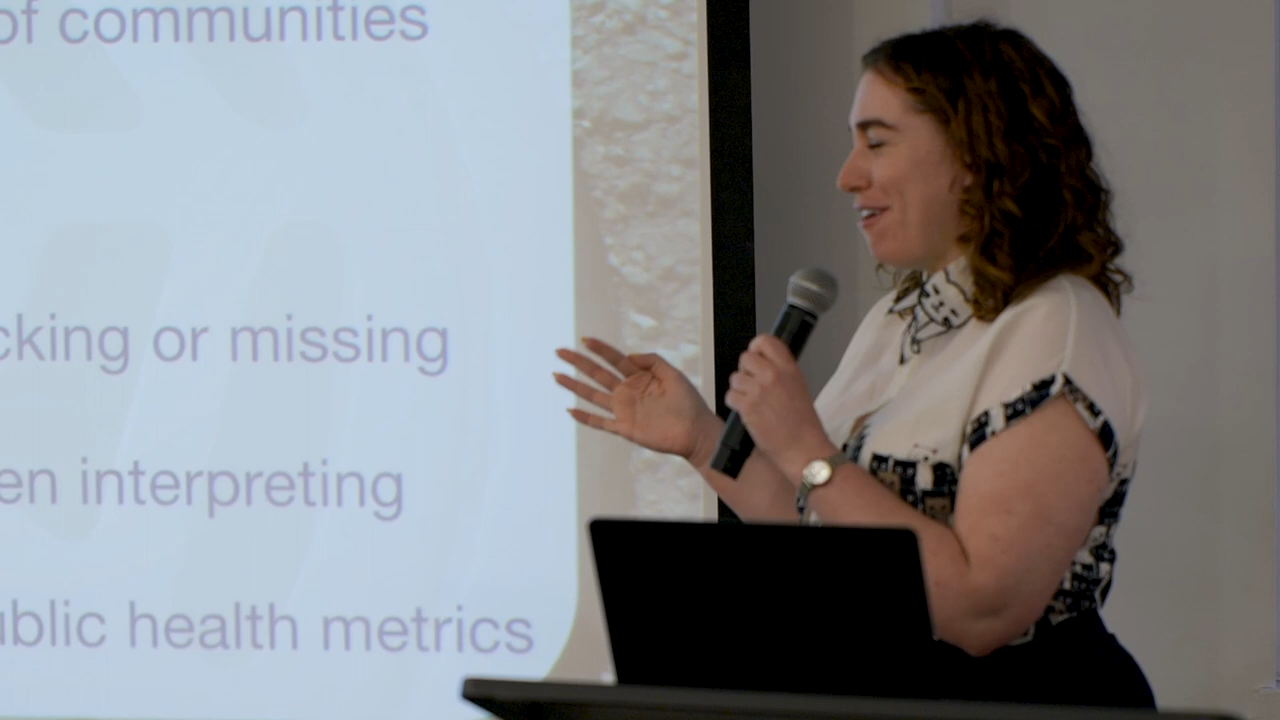 of communities
cking or missing
en interpreting
ublic health metrics